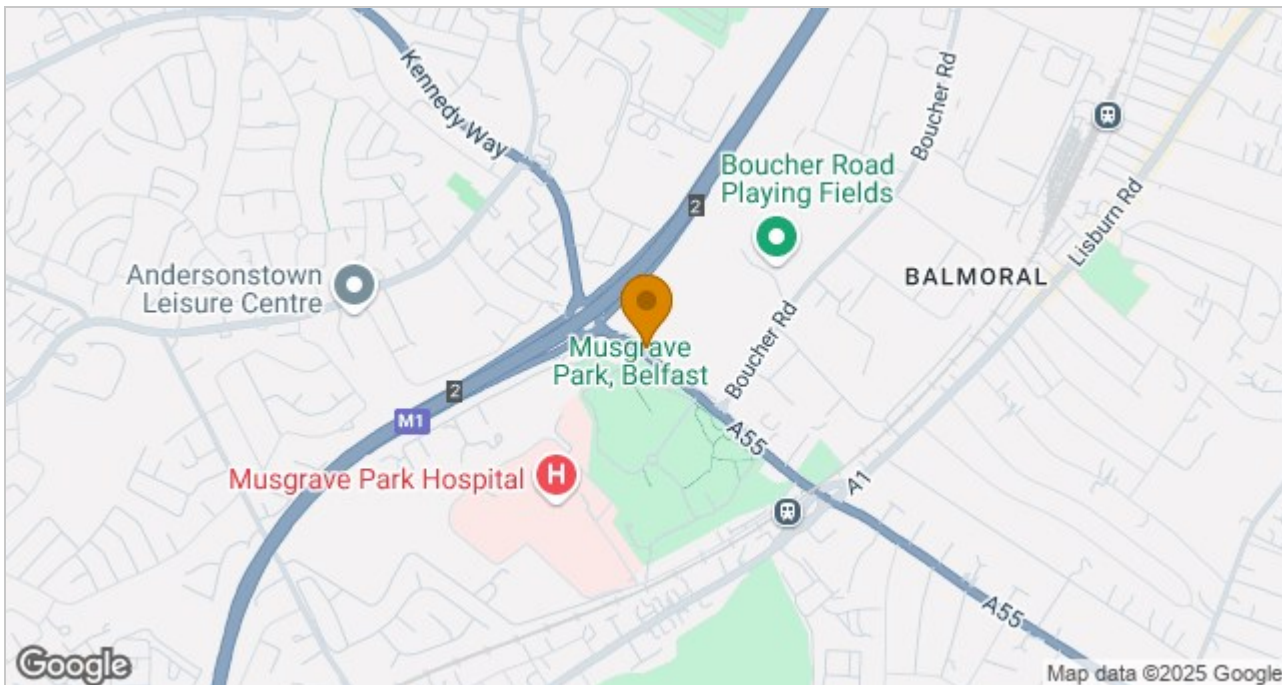 Kennedy Way
Boucher Rd
2
Boucher Road
Playing Fields
Lisburn Rd
Andersonstown
Leisure Centre
BALMORAL
Musgrave
Park, Belfast
Boucher Rd
2
M1
A55
Musgrave Park Hospital
H
A1
A55
Google
Map data ©2025 Google